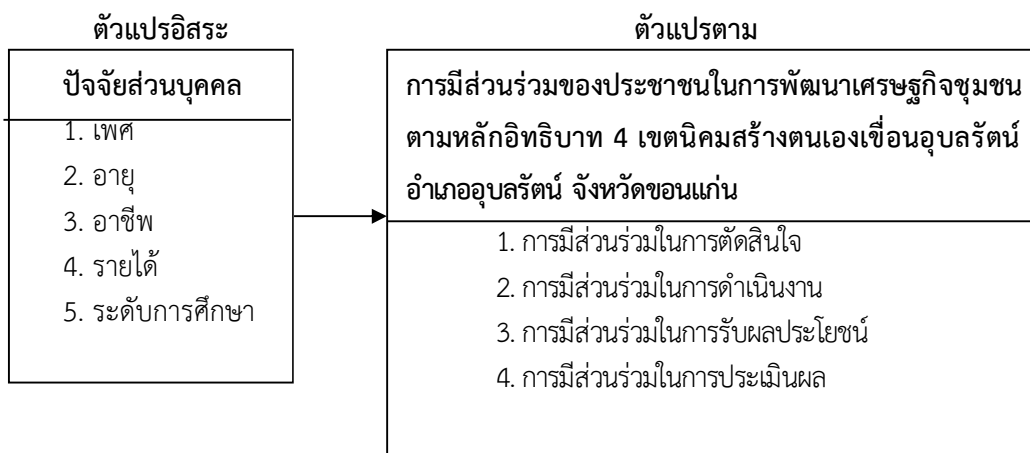 ตัวแปรอิสระ
ปัจจัยส่วนบุคคล
1. เพศ
2. อายุ
3. อาชีพ
4. รายได้
5. ระดับการศึกษา
ตัวแปรตาม
การมีส่วนร่วมของประชาชนในการพัฒนาเศรษฐกิจชุมชน
ตามหลักอิทธิบาท 4 เขตนิคมสร้างตนเองเขื่อนอุบลรัตน์
อำเภออุบลรัตน์ จังหวัดขอนแก่น
1. การมีส่วนร่วมในการตัดสินใจ
2. การมีส่วนร่วมในการดำเนินงาน
3. การมีส่วนร่วมในการรับผลประโยชน์
4. การมีส่วนร่วมในการประเมินผล